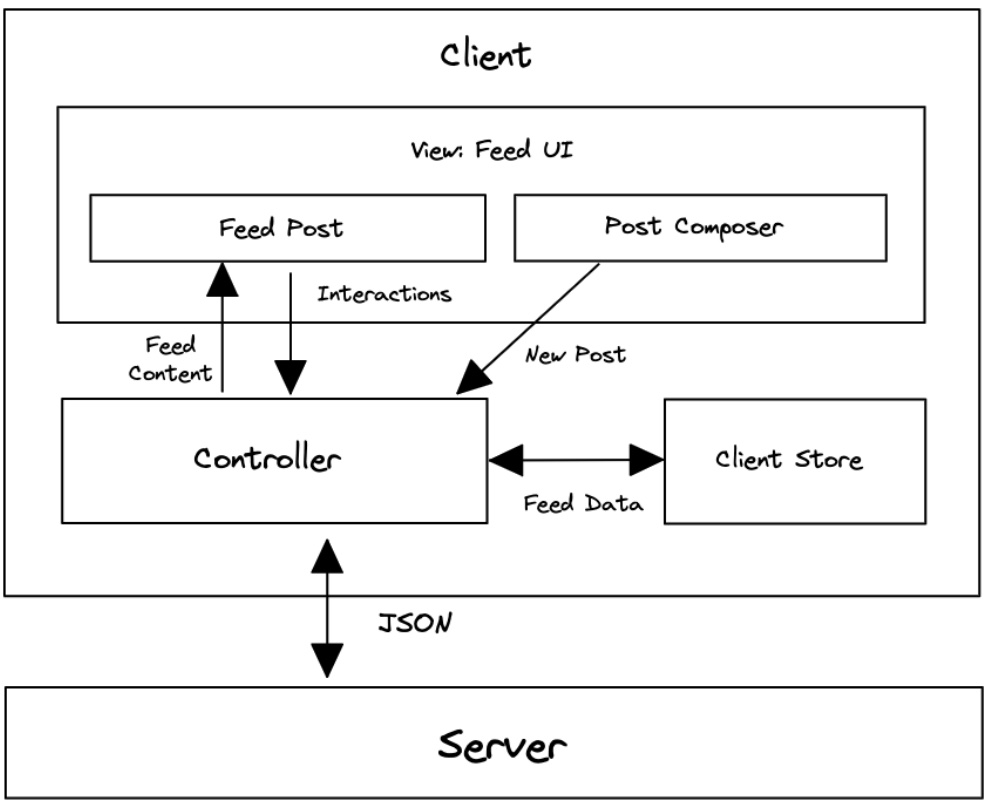 Client
View: Feed UI
Feed Post
Post Composer
Interactions
Feed
Content
New Post
Controller
Client Store
Feed Data
JSON
Server